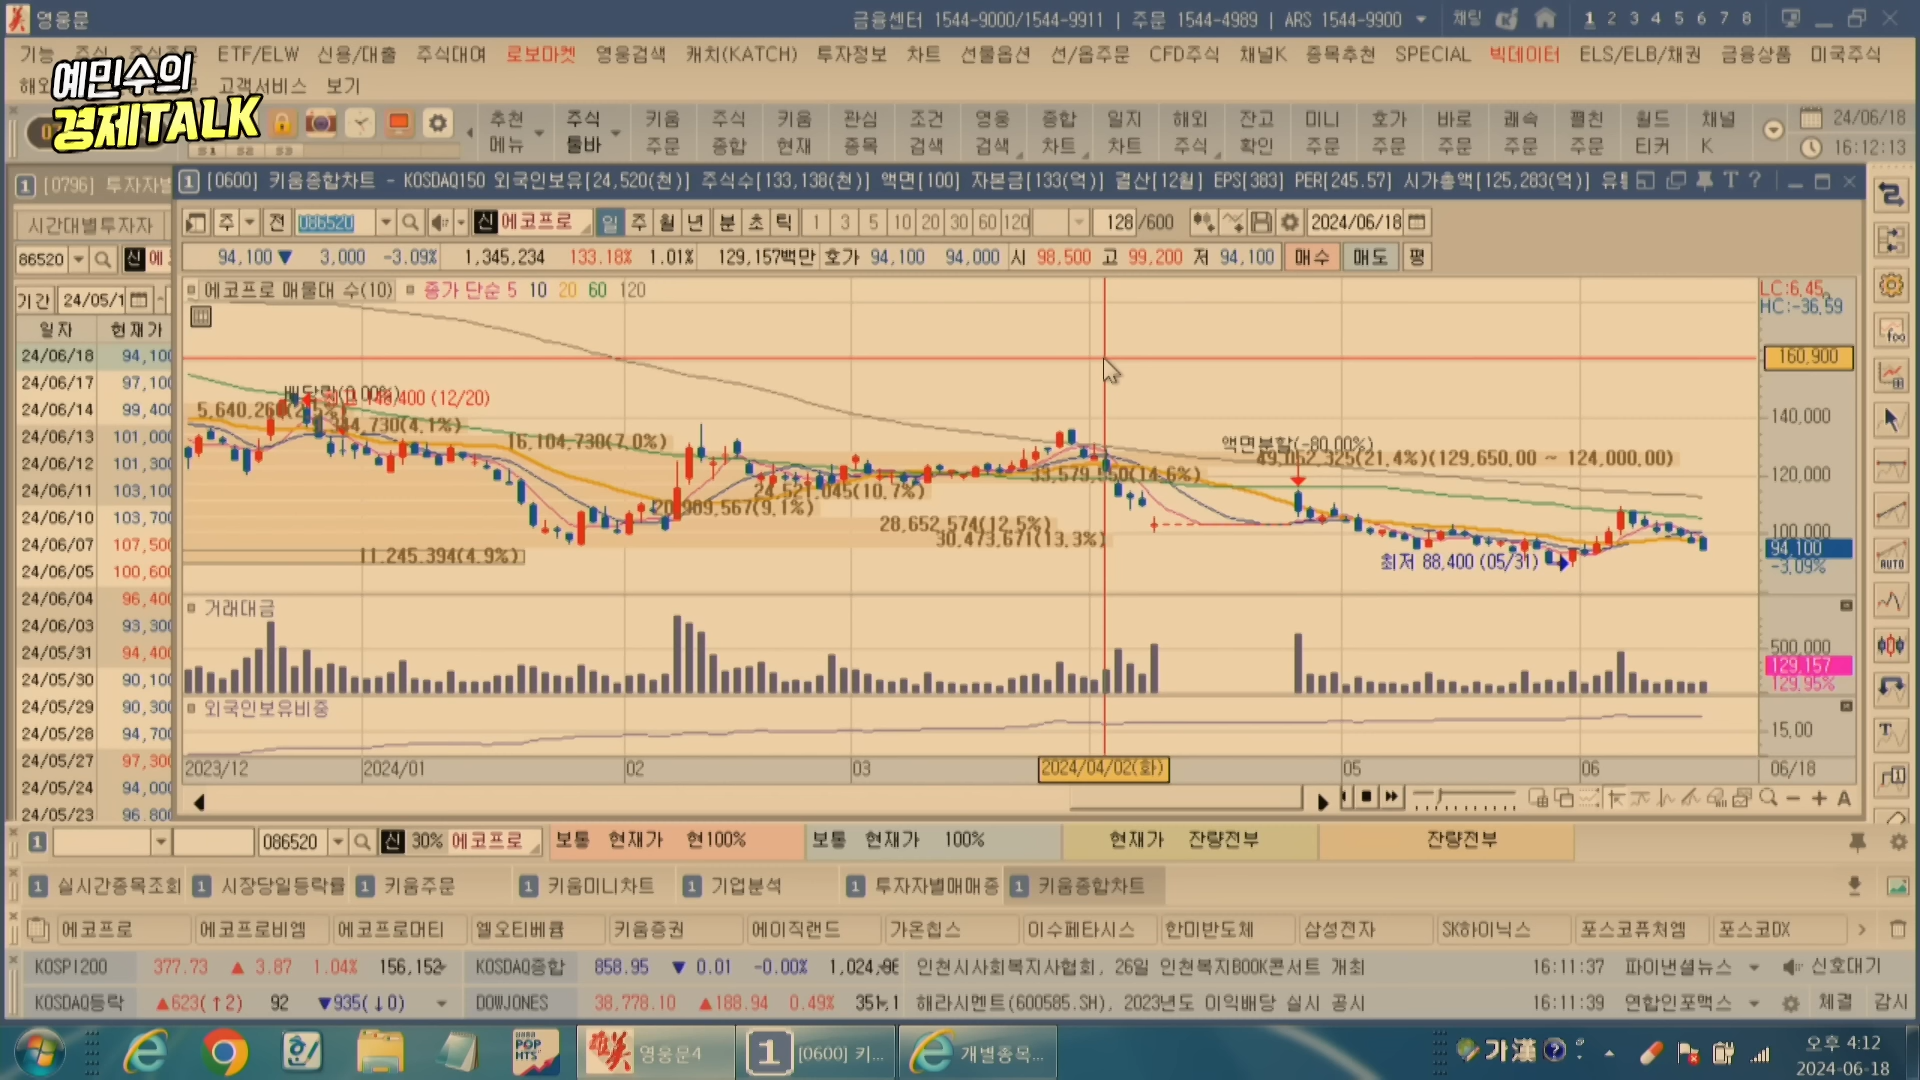 영웅문
금융센터 1544-9000/1544-9911 | 주문 1544-4989 | ARS 1544-9900
채팅
1 2 3 4 5 6 7 8
기능 주식 주식주문 ETF/ELW 신용/대출 주식대여 로보마켓 영웅검색 캐치(KATCH) 투자정보 차트 선물옵션 선/옵주문 CFD주식 채널K 종목추천 SPECIAL 빅데이터 ELS/ELB/채권 금융상품 미국주식
고객서비스 보기
예민수의
경제TALK
S1 S2 S3
추천 메뉴
주식 툴바
키움 주문
주식 종합
키움 현재
관심 종목
조건 검색
영웅 검색
종합 차트
일지 차트
해외 주식
잔고 확인
미니 주문
호가 주문
바로 주문
쾌속 주문
펼친 주문
월드 티커
채널 K
24/06/18
16:12:13
1 [0796] 투자자별
1 [0600] 키움종합차트 - KOSDAQ150 외국인보유[24,520(천)] 주식수[133,138(천)] 액면[100] 자본금[133(억)] 결산[12월] EPS[383] PER[245.57] 시가총액[125,283(억)]
시간대별투자자
주 전 086520 신 에코프로 일 주 월 년 분 초 틱 1 3 5 10 20 30 60 120 128 /600 2024/06/18
86520 신 에
94,100 ▼ 3,000 -3.09% 1,345,234 133.18% 1.01% 129,157백만 호가 94,100 94,000 시 98,500 고 99,200 저 94,100 매수 매도 평
기간 24/05/1
일자 현재가
24/06/18 94,100
24/06/17 97,100
24/06/14 99,400
24/06/13 101,000
24/06/12 101,300
24/06/11 103,100
24/06/10 103,700
24/06/07 107,500
24/06/05 100,600
24/06/04 96,400
24/06/03 93,300
24/05/31 94,400
24/05/30 90,100
24/05/29 90,300
24/05/28 94,700
24/05/27 97,300
24/05/24 94,000
24/05/23 96,800
에코프로 매물대 수(10) 종가 단순 5 10 20 60 120
LC:6.45
HC:-36.59
160,900
140,000
120,000
100,000
94,100
-3.09%
(12/20)
16,104,730(7.0%)
액면분할(-80.00%)
49,052,325(21.4%)(129,650.00 ~ 124,000.00)
33,579,550(14.6%)
24,521,045(10.7%)
20,909,567(9.1%)
28,652,574(12.5%)
30,473,671(13.3%)
11,245,394(4.9%)
최저 88,400 (05/31)
거래대금
500,000
129,157
129.95%
외국인보유비중
15.00
2023/12 2024/01 02 03 2024/04/02(화) 05 06 06/18
1 086520 신 30% 에코프로 보통 현재가 현100% 보통 현재가 100% 현재가 잔량전부 잔량전부
1 실시간종목조회 1 시장당일등락률 1 키움주문 1 키움미니차트 1 기업분석 1 투자자별매매종 1 키움종합차트
에코프로 에코프로비엠 에코프로머티 엘오티베큠 키움증권 에이직랜드 가온칩스 이수페타시스 한미반도체 삼성전자 SK하이닉스 포스코퓨처엠 포스코DX
KOSPI200 377.73 ▲ 3.87 1.04% 156,152 KOSDAQ종합 858.95 ▼ 0.01 -0.00% 인천시사회복지사협회, 26일 인천복지BOOK콘서트 개최 16:11:37 파이낸셜뉴스 신호대기
KOSDAQ등락 ▲623(↑2) 92 ▼935(↓0) DOWJONES 38,778.10 ▲188.94 0.49% 해라시멘트(600585.SH), 2023년도 이익배당 실시 공시 16:11:39 연합인포맥스 체결 감시
POP HTS
영웅문4
1 [0600] 키...
개별종목...
가 漢
오후 4:12
2024-06-18